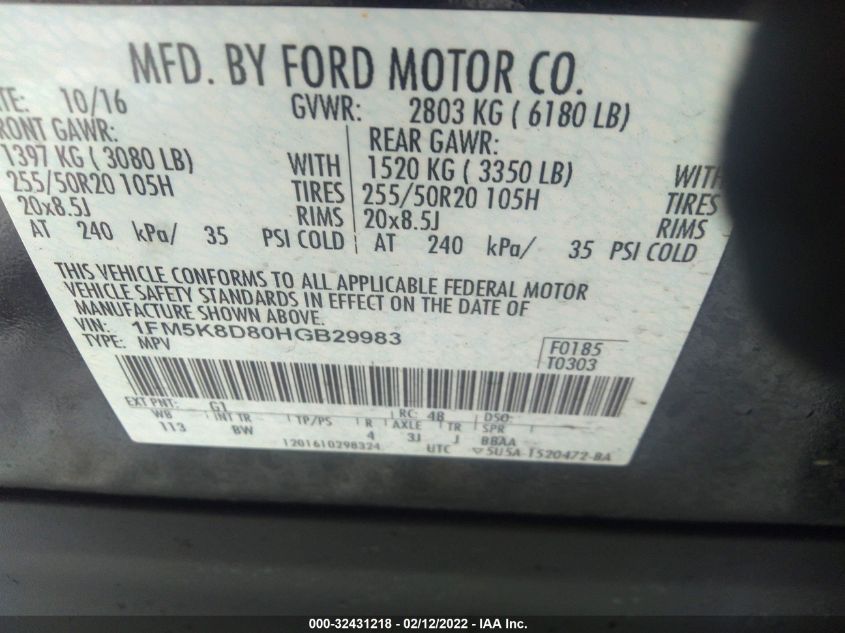 MFD. BY FORD MOTOR CO.
ATE: 10/16 GVWR: 2803 KG ( 6180 LB)
RONT GAWR: REAR GAWR:
1397 KG ( 3080 LB) WITH 1520 KG ( 3350 LB) WITH
255/50R20 105H TIRES 255/50R20 105H TIRES
20x8.5J RIMS 20x8.5J RIMS
AT 240 kPa/ 35 PSI COLD AT 240 kPa/ 35 PSI COLD
THIS VEHICLE CONFORMS TO ALL APPLICABLE FEDERAL MOTOR
VEHICLE SAFETY STANDARDS IN EFFECT ON THE DATE OF
MANUFACTURE SHOWN ABOVE.
VIN: 1FM5K8D80HGB29983
TYPE: MPV
F0185
T0303
EXT PNT: G1 RC: 48 DSO:
WB INT TR TP/PS R AXLE TR SPR
113 BW 4 3J J BBAA
1201610298324 UTC ▽5U5A-1520472-BA
000-32431218 - 02/12/2022 - IAA Inc.